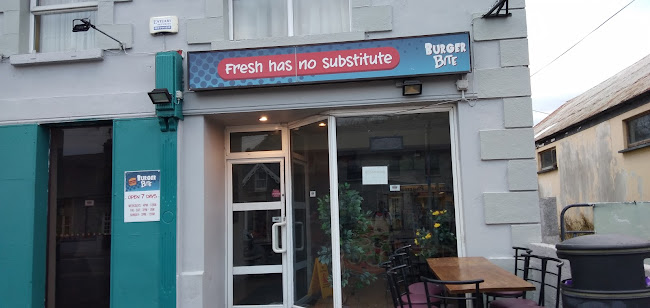 Fresh has no substitute
BURGER
BITE
BURGER
BITE
OPEN 7 DAYS